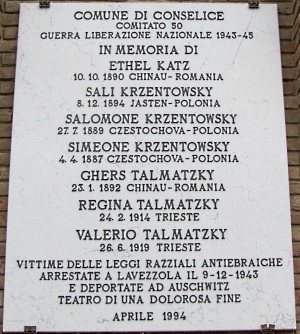 COMUNE DI CONSELICE
COMITATO 50
GUERRA LIBERAZIONE NAZIONALE 1943-45
IN MEMORIA DI
ETHEL KATZ
10. 10. 1890 CHINAU-ROMANIA
SALI KRZENTOWSKY
8. 12. 1894 JASTEN-POLONIA
SALOMONE KRZENTOWSKY
27. 7. 1889 CZESTOCHOVA-POLONIA
SIMEONE KRZENTOWSKY
4. 4. 1887 CZESTOCHOVA-POLONIA
GHERS TALMATZKY
23. 1. 1892 CHINAU-ROMANIA
REGINA TALMATZKY
24. 2. 1914 TRIESTE
VALERIO TALMATZKY
26. 6. 1919 TRIESTE
VITTIME DELLE LEGGI RAZZIALI ANTIEBRAICHE
ARRESTATE A LAVEZZOLA IL 9-12-1943
E DEPORTATE AD AUSCHWITZ
TEATRO DI UNA DOLOROSA FINE
APRILE 1994